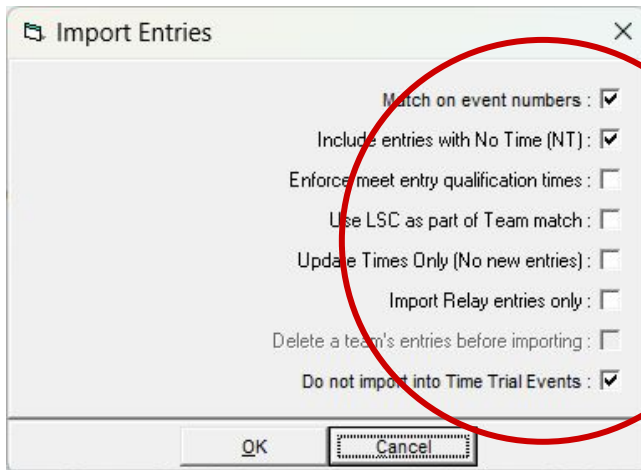 Import Entries
Match on event numbers :
Include entries with No Time (NT) :
Enforce meet entry qualification times :
Use LSC as part of Team match :
Update Times Only (No new entries) :
Import Relay entries only :
Delete a team's entries before importing :
Do not import into Time Trial Events :
OK Cancel